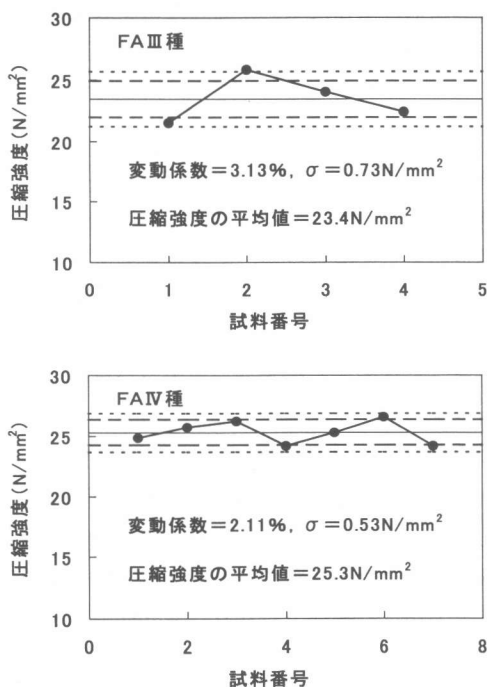 30
FAⅢ種
25
20
変動係数=3.13%, σ=0.73N/mm²
15
圧縮強度の平均値=23.4N/mm²
10
0 1 2 3 4 5
試料番号
圧縮強度(N/mm²)
30
FAⅣ種
25
20
変動係数=2.11%, σ=0.53N/mm²
15
圧縮強度の平均値=25.3N/mm²
10
0 2 4 6 8
試料番号
圧縮強度(N/mm²)